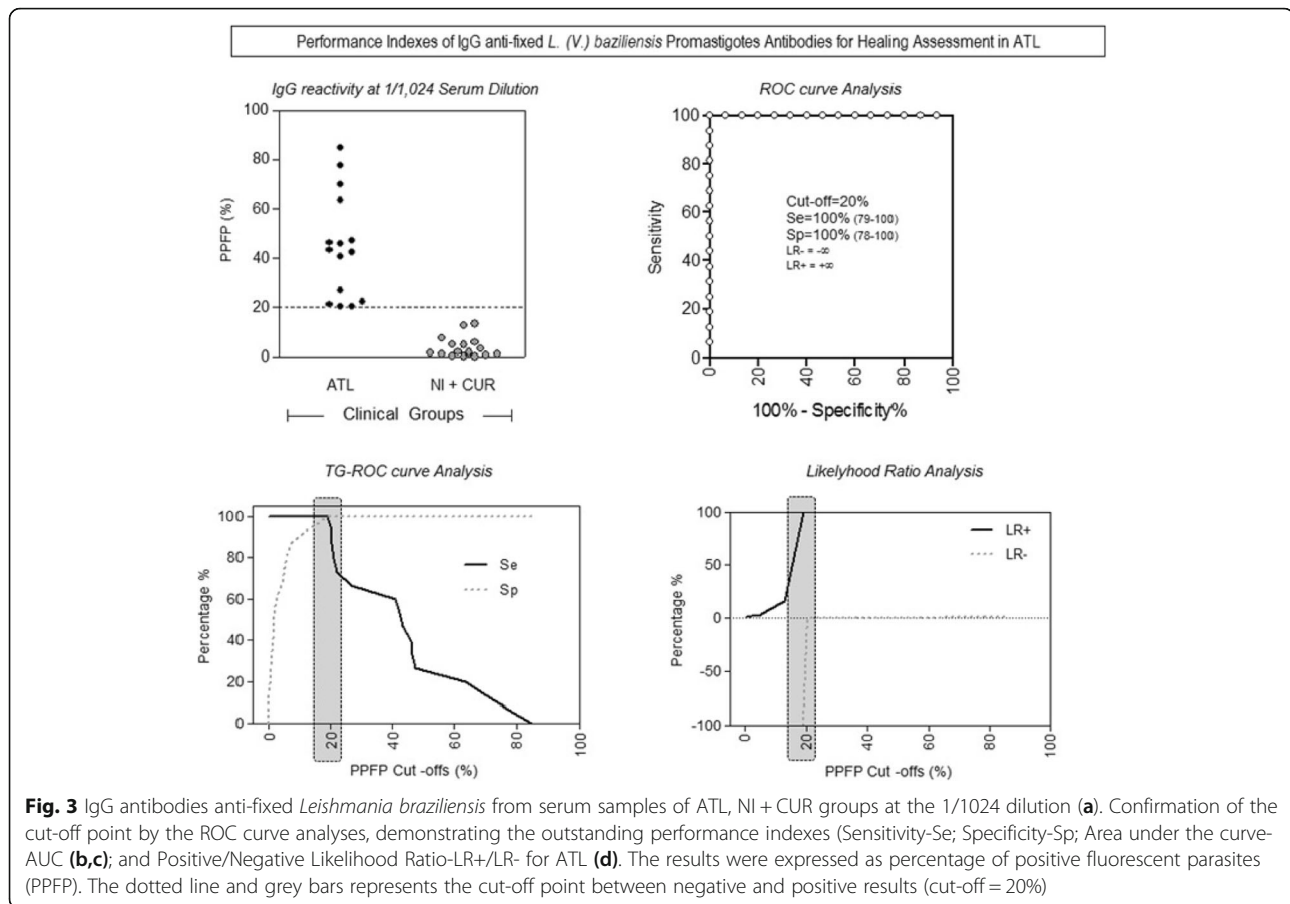 Performance Indexes of IgG anti-fixed L. (V.) baziliensis Promastigotes Antibodies for Healing Assessment in ATL
IgG reactivity at 1/1,024 Serum Dilution
100
80
60
40
20
0
PPFP (%)
ATL
NI + CUR
Clinical Groups
ROC curve Analysis
100
80
60
40
20
0
Sensitivity
Cut-off=20%
Se=100% (79-100)
Sp=100% (78-100)
LR- = -∞
LR+ = +∞
0
20
40
60
80
100
100% - Specificity%
TG-ROC curve Analysis
100
80
60
40
20
0
Percentage %
Se
Sp
0
20
40
60
80
100
PPFP Cut -offs (%)
Likelyhood Ratio Analysis
100
50
0
-50
-100
Percentage %
LR+
LR-
0
20
40
60
80
100
PPFP Cut -offs (%)
Fig. 3 IgG antibodies anti-fixed Leishmania braziliensis from serum samples of ATL, NI + CUR groups at the 1/1024 dilution (a). Confirmation of the
cut-off point by the ROC curve analyses, demonstrating the outstanding performance indexes (Sensitivity-Se; Specificity-Sp; Area under the curve-
AUC (b,c); and Positive/Negative Likelihood Ratio-LR+/LR- for ATL (d). The results were expressed as percentage of positive fluorescent parasites
(PPFP). The dotted line and grey bars represents the cut-off point between negative and positive results (cut-off = 20%)